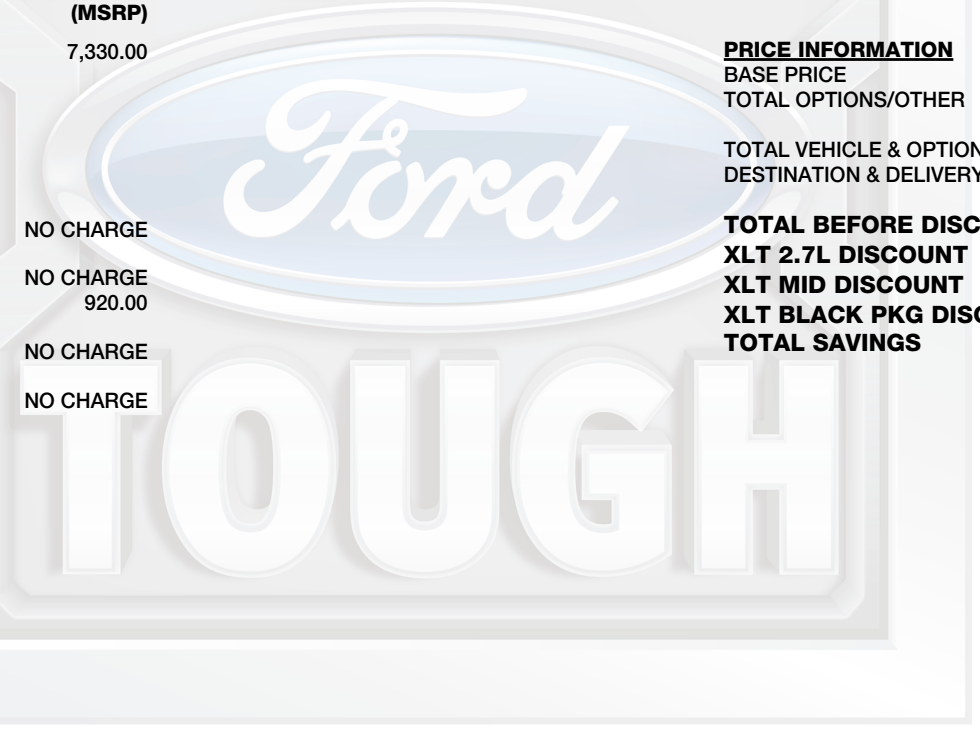 (MSRP)
7,330.00
NO CHARGE
NO CHARGE
920.00
NO CHARGE
NO CHARGE
PRICE INFORMATION
BASE PRICE
TOTAL OPTIONS/OTHER
TOTAL VEHICLE & OPTION
DESTINATION & DELIVERY
TOTAL BEFORE DISC
XLT 2.7L DISCOUNT
XLT MID DISCOUNT
XLT BLACK PKG DISC
TOTAL SAVINGS
Ford
TOUGH